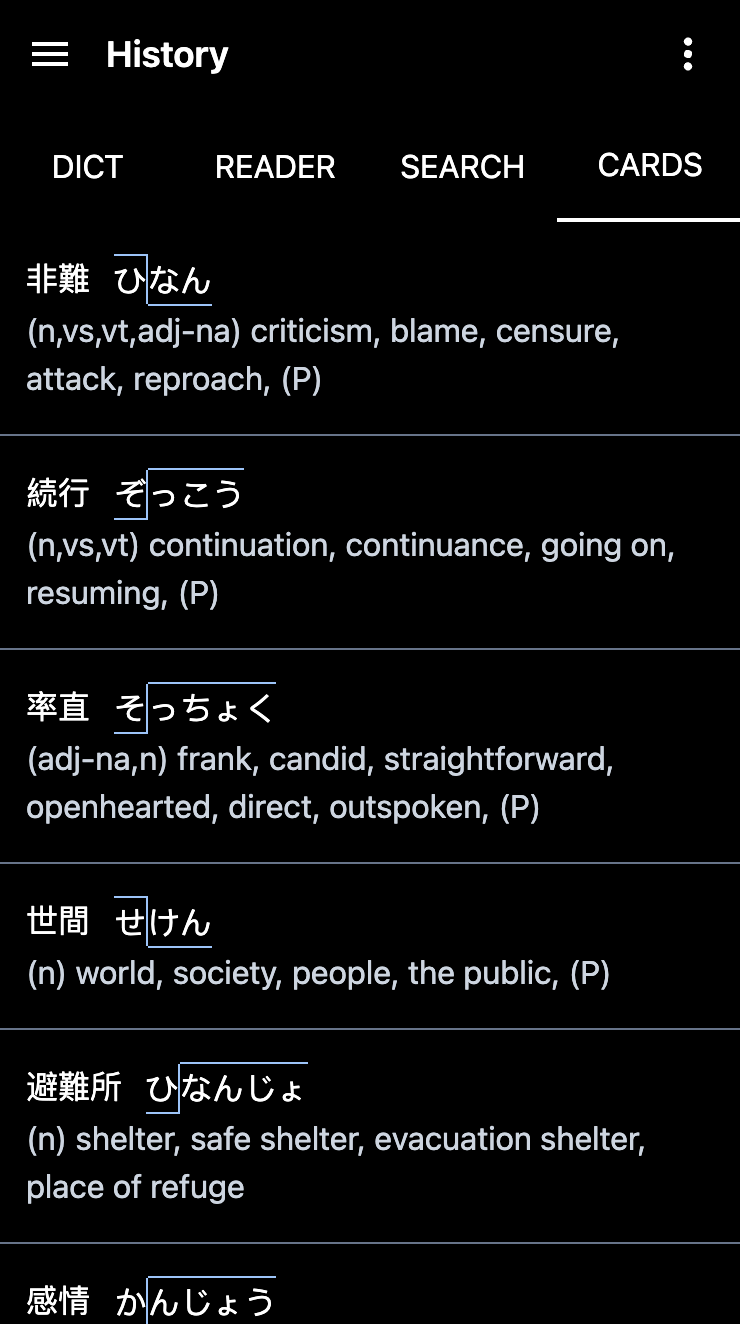 History
DICT READER SEARCH CARDS
非難 ひなん
(n,vs,vt,adj-na) criticism, blame, censure,
attack, reproach, (P)
続行 ぞっこう
(n,vs,vt) continuation, continuance, going on,
resuming, (P)
率直 そっちょく
(adj-na,n) frank, candid, straightforward,
openhearted, direct, outspoken, (P)
世間 せけん
(n) world, society, people, the public, (P)
避難所 ひなんじょ
(n) shelter, safe shelter, evacuation shelter,
place of refuge
感情 かんじょう